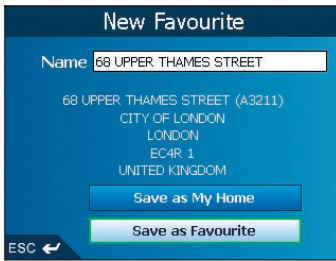 New Favourite
Name 68 UPPER THAMES STREET
68 UPPER THAMES STREET (A3211)
CITY OF LONDON
LONDON
EC4R 1
UNITED KINGDOM
Save as My Home
Save as Favourite
ESC